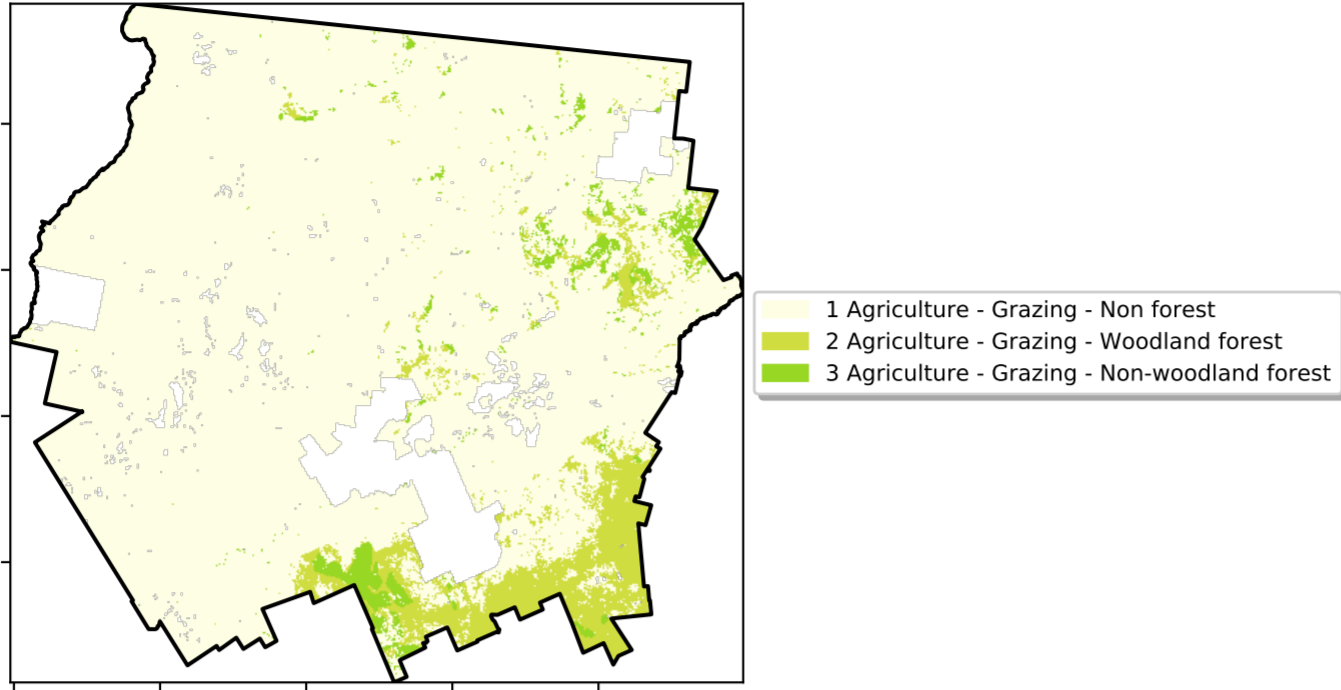 1 Agriculture - Grazing - Non forest
2 Agriculture - Grazing - Woodland forest
3 Agriculture - Grazing - Non-woodland forest